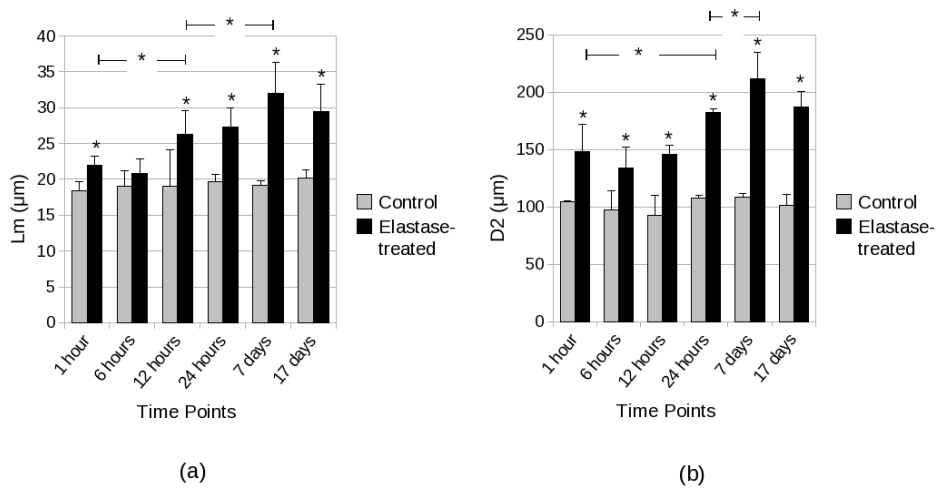 *
*
40
35
30
25
20
15
10
5
0
Lm (μm)
* * * * *
1 hour
6 hours
12 hours
24 hours
7 days
17 days
Time Points
Control
Elastase-
treated
(a)
*
*
250
200
150
100
50
0
D2 (μm)
* * * * * *
1 hour
6 hours
12 hours
24 hours
7 days
17 days
Time Points
Control
Elastase-
treated
(b)